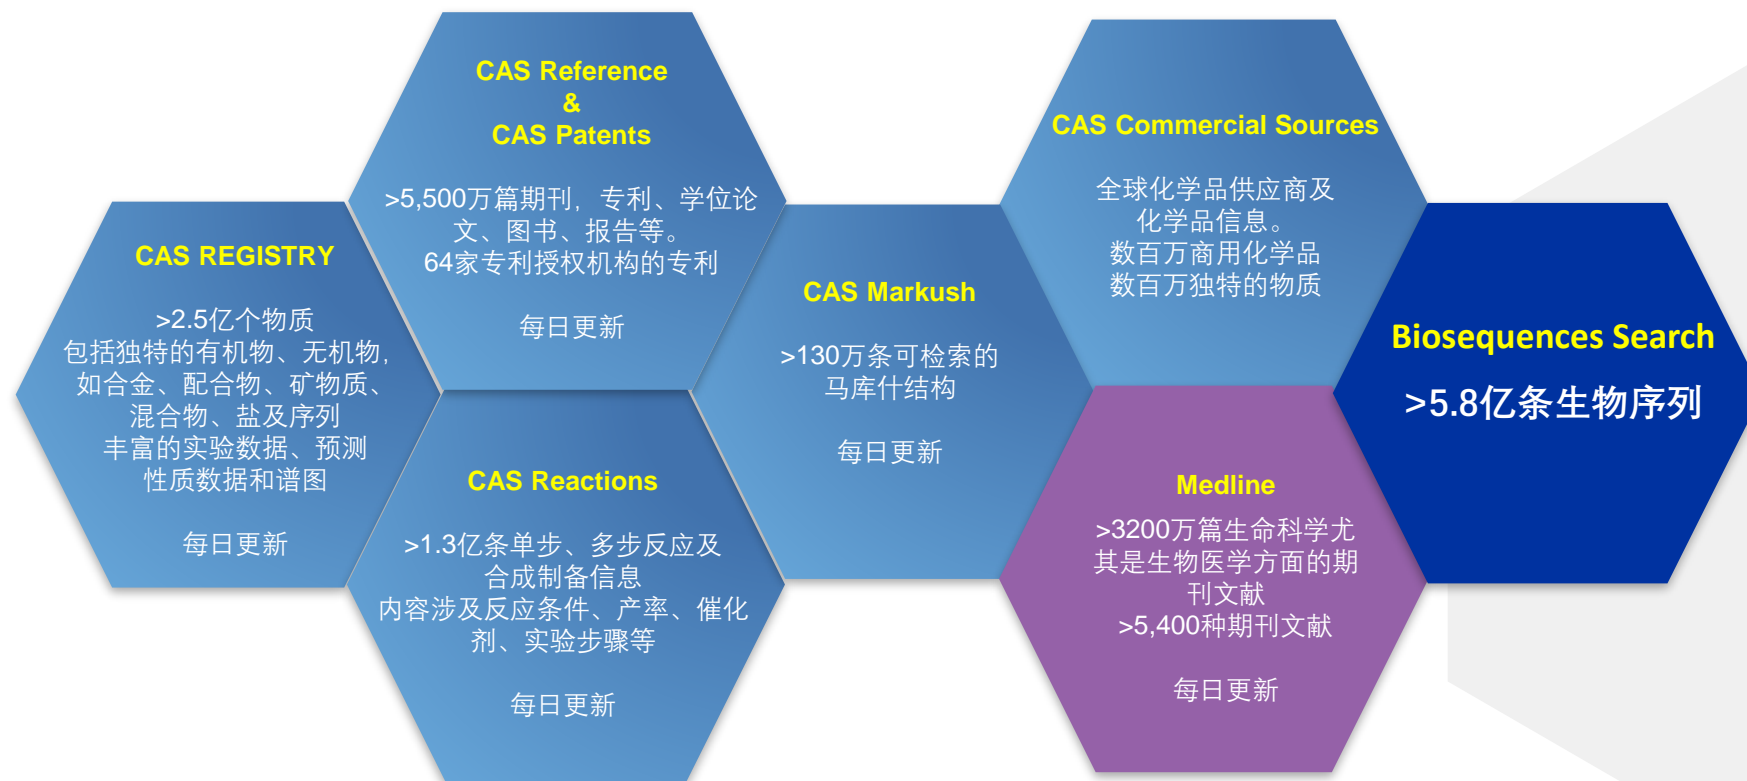 CAS REGISTRY
>2.5亿个物质
包括独特的有机物、无机物,
如合金、配合物、矿物质、
混合物、盐及序列
丰富的实验数据、预测
性质数据和谱图
每日更新
CAS Reference
&
CAS Patents
>5,500万篇期刊, 专利、学位论
文、图书、报告等。
64家专利授权机构的专利
每日更新
CAS Reactions
>1.3亿条单步、多步反应及
合成制备信息
内容涉及反应条件、产率、催化
剂、实验步骤等
每日更新
CAS Markush
>130万条可检索的
马库什结构
每日更新
CAS Commercial Sources
全球化学品供应商及
化学品信息。
数百万商用化学品
数百万独特的物质
Medline
>3200万篇生命科学尤
其是生物医学方面的期
刊文献
>5,400种期刊文献
每日更新
Biosequences Search
>5.8亿条生物序列